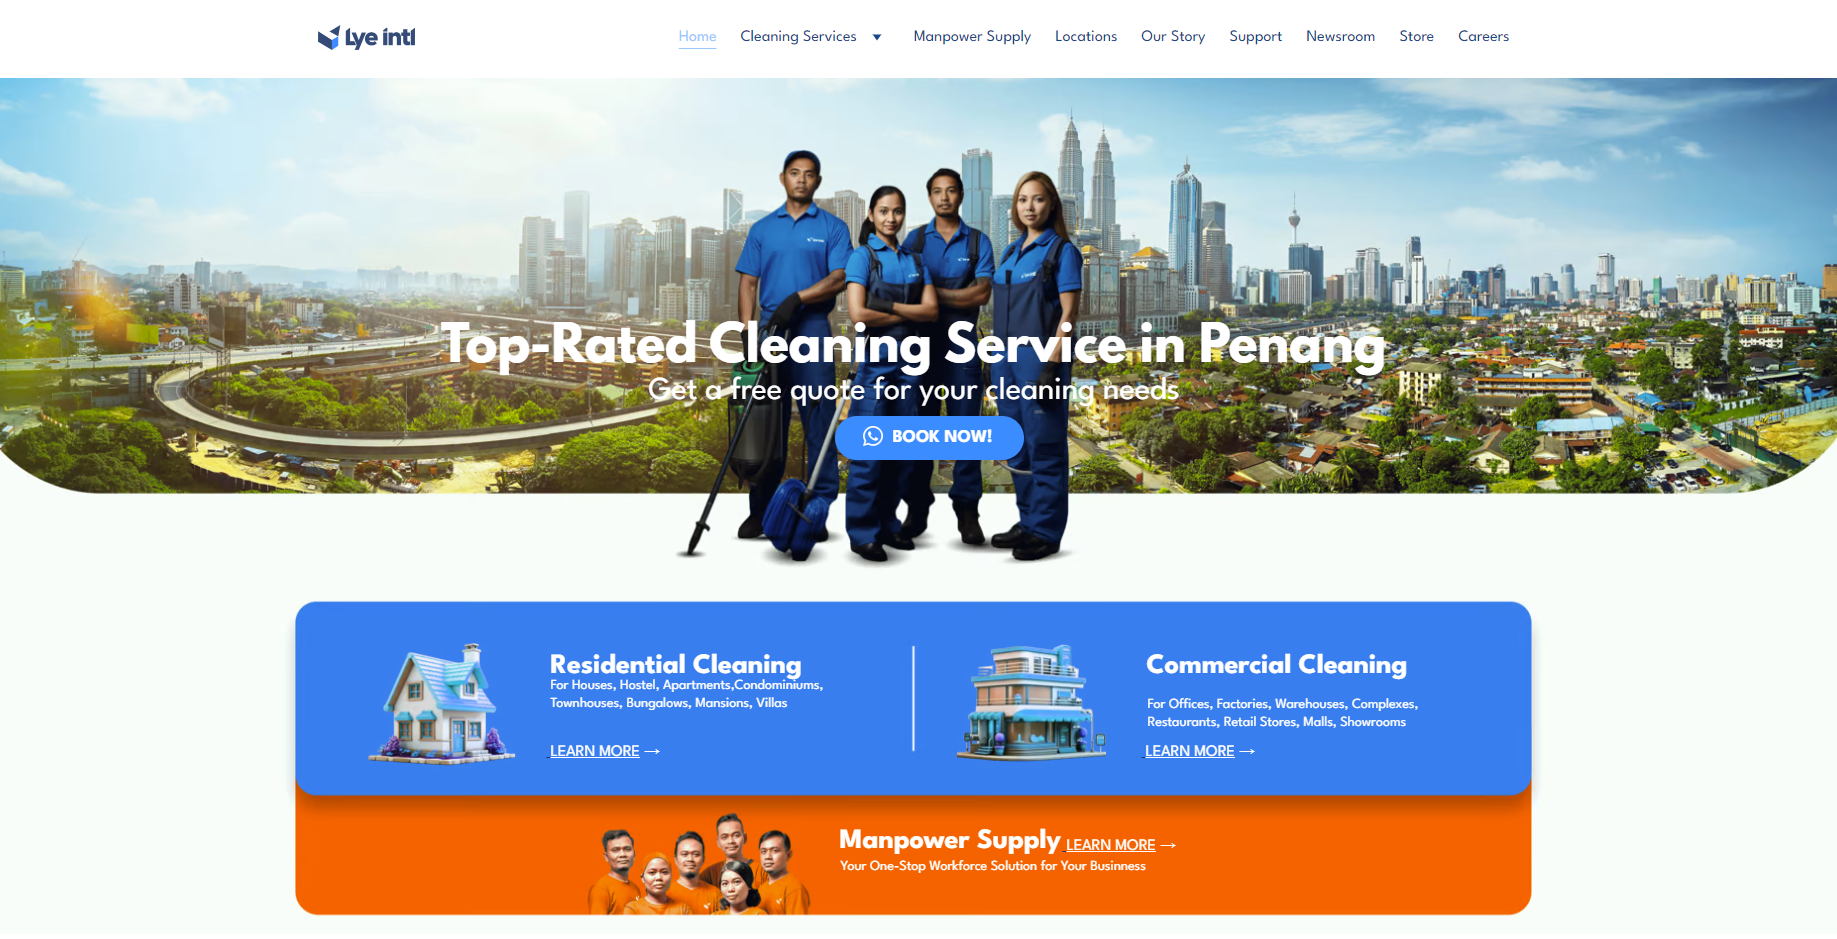 Lye intl
Home Cleaning Services Manpower Supply Locations Our Story Support Newsroom Store Careers
Top-Rated Cleaning Service in Penang
Get a free quote for your cleaning needs
BOOK NOW!
Residential Cleaning
For Houses, Hostel, Apartments,Condominiums,
Townhouses, Bungalows, Mansions, Villas
LEARN MORE →
Commercial Cleaning
For Offices, Factories, Warehouses, Complexes,
Restaurants, Retail Stores, Malls, Showrooms
LEARN MORE →
Manpower Supply LEARN MORE →
Your One-Stop Workforce Solution for Your Businness